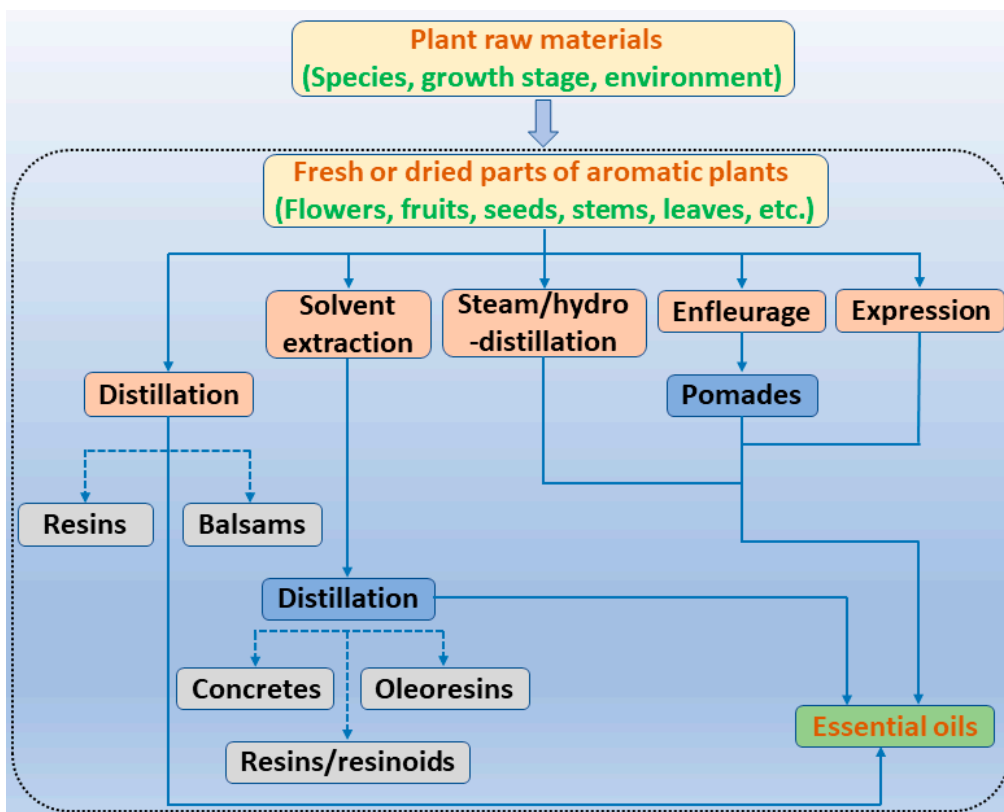 Plant raw materials
(Species, growth stage, environment)
Fresh or dried parts of aromatic plants
(Flowers, fruits, seeds, stems, leaves, etc.)
Solvent
extraction
Steam/hydro
-distillation
Enfleurage
Expression
Distillation
Pomades
Resins
Balsams
Distillation
Concretes
Oleoresins
Essential oils
Resins/resinoids